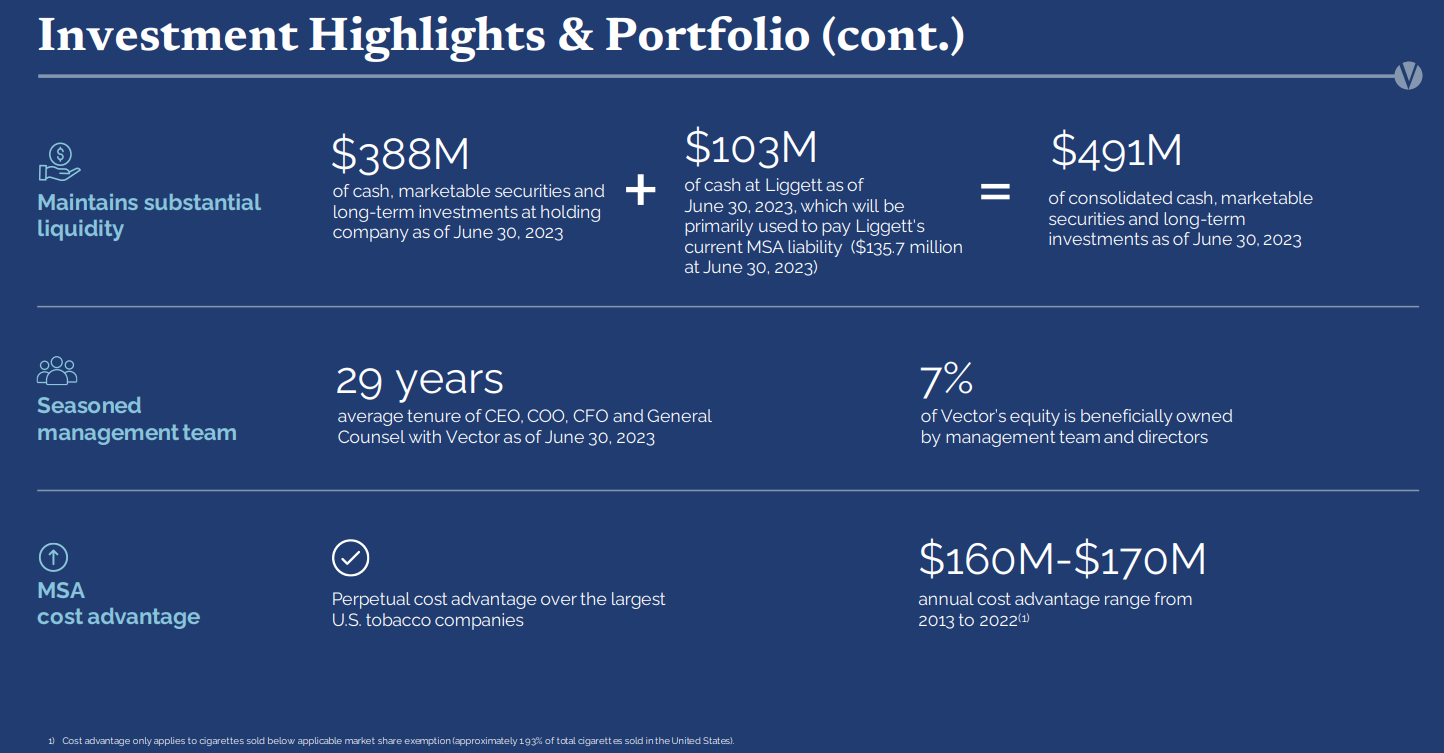 Investment Highlights & Portfolio (cont.)
V
$388M
of cash, marketable securities and
long-term investments at holding
company as of June 30, 2023
+
$103M
of cash at Liggett as of
June 30, 2023, which will be
primarily used to pay Liggett's
current MSA liability ($135.7 million
at June 30, 2023)
=
$491M
of consolidated cash, marketable
securities and long-term
investments as of June 30, 2023
$
Maintains substantial
liquidity
29 years
average tenure of CEO, COO, CFO and General
Counsel with Vector as of June 30, 2023
7%
of Vector's equity is beneficially owned
by management team and directors
Seasoned
management team
MSA
cost advantage
Perpetual cost advantage over the largest
U.S. tobacco companies
$160M-$170M
annual cost advantage range from
2013 to 2022(1)
1) Cost advantage only applies to cigarettes sold below applicable market share exemption (approximately 1.93% of total cigarettes sold in the United States).